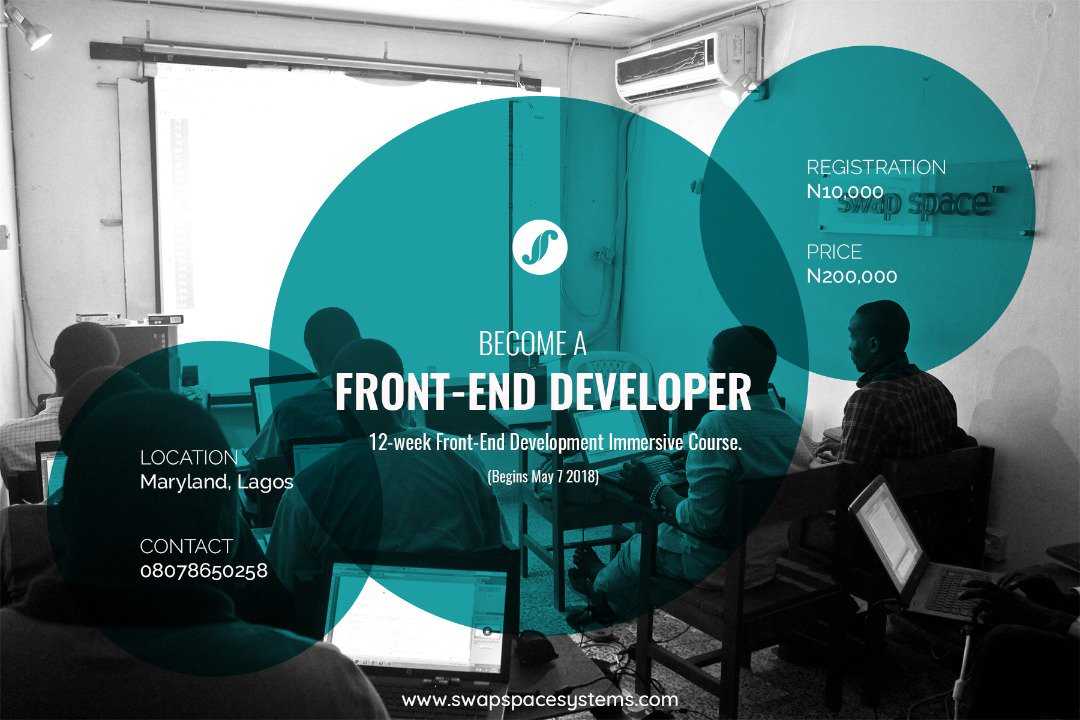 REGISTRATION
N10,000
swap space
PRICE
N200,000
BECOME A
FRONT-END DEVELOPER
12-week Front-End Development Immersive Course.
(Begins May 7 2018)
LOCATION
Maryland, Lagos
CONTACT
08078650258
www.swapspacesystems.com